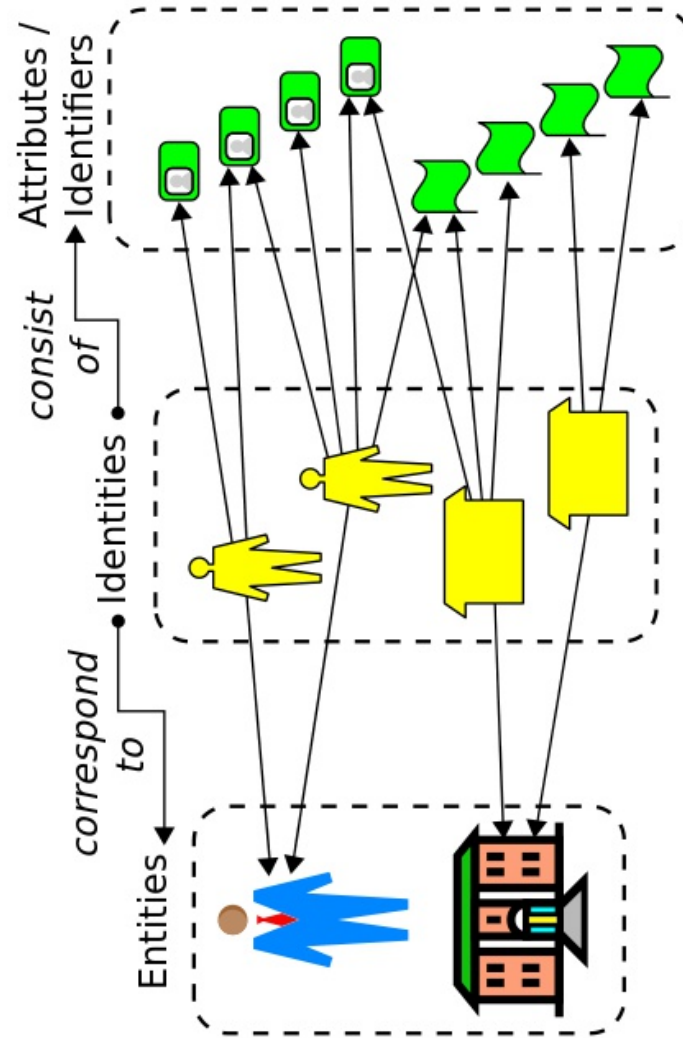 Entities
correspond
to
Identities
consist
of
Attributes /
Identifiers